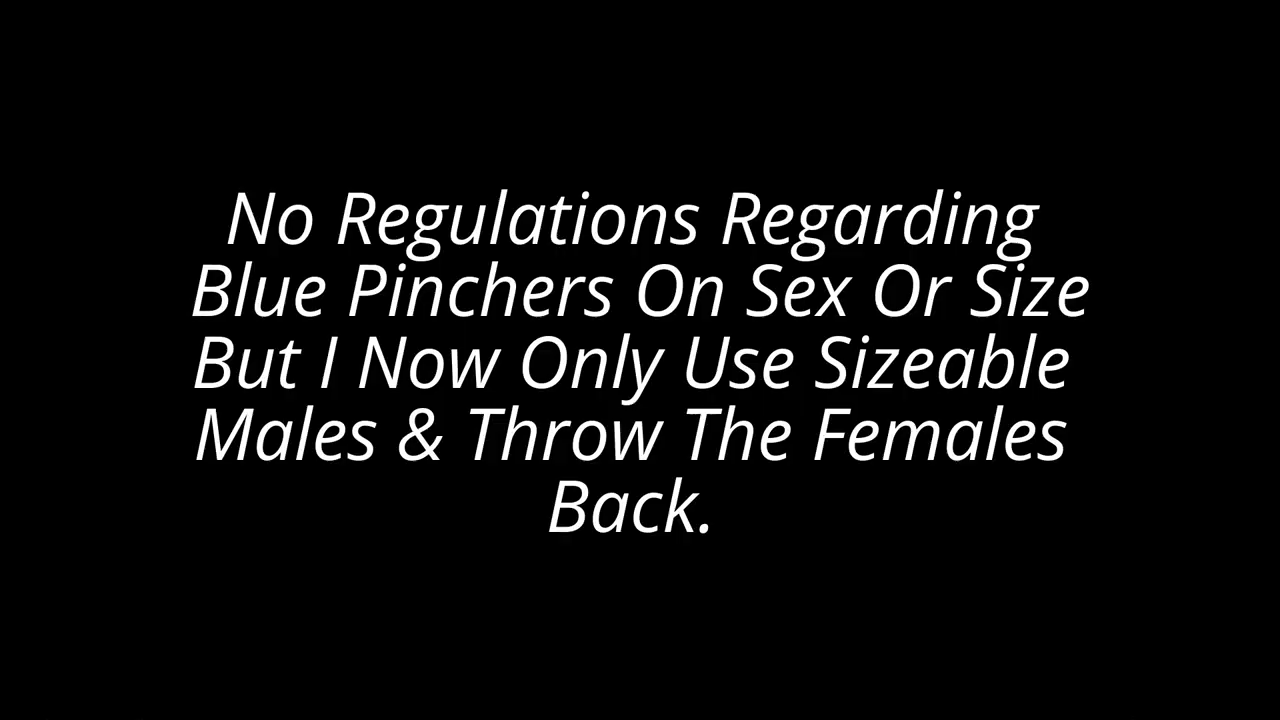 No Regulations Regarding
Blue Pinchers On Sex Or Size
But I Now Only Use Sizeable
Males & Throw The Females
Back.